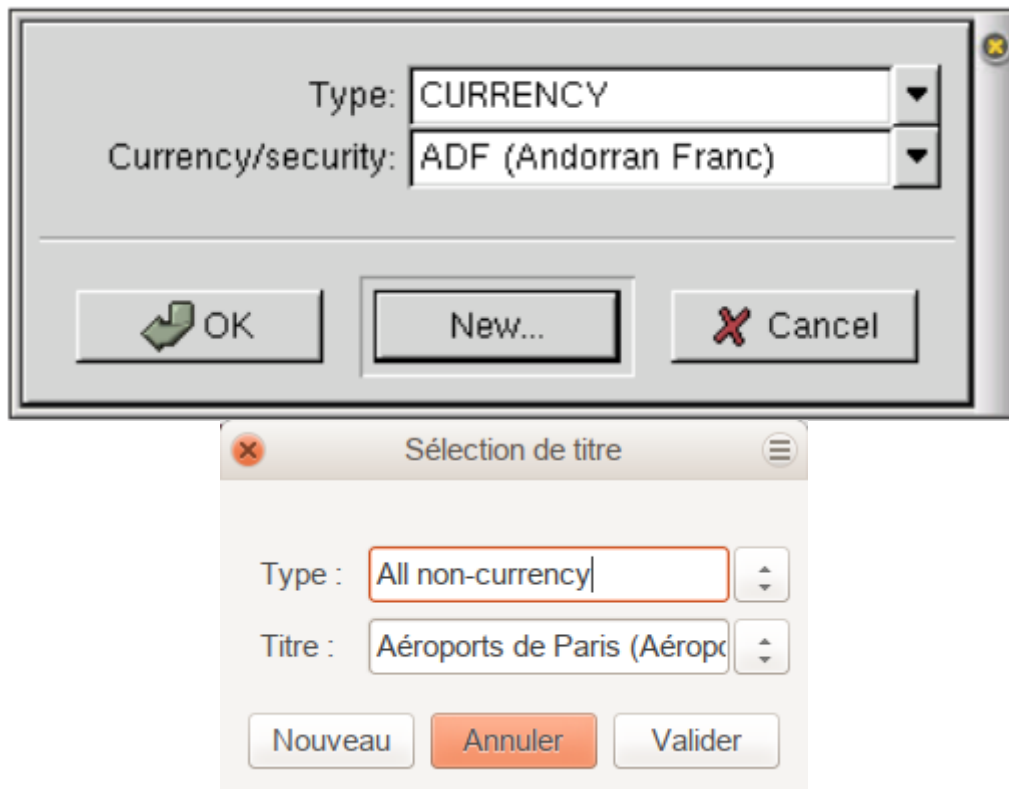 Type: CURRENCY
Currency/security: ADF (Andorran Franc)
OK New... Cancel
Sélection de titre
Type : All non-currency
Titre : Aéroports de Paris (Aéropo
Nouveau Annuler Valider